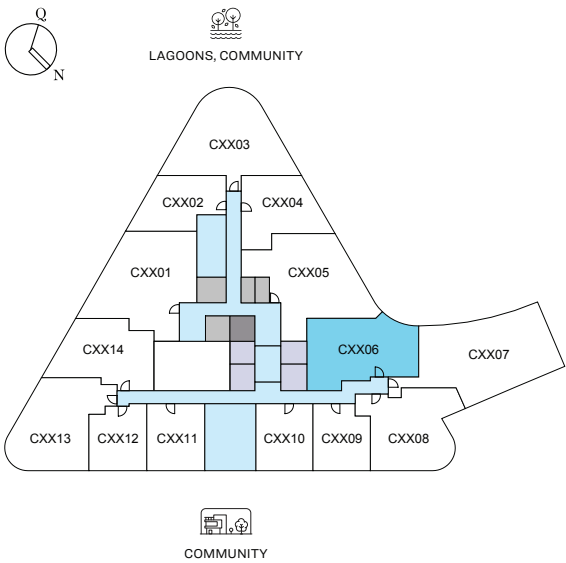 Q
N
LAGOONS, COMMUNITY
CXX03
CXX02
CXX04
CXX01
CXX05
CXX14
CXX06
CXX07
CXX13
CXX12
CXX11
CXX10
CXX09
CXX08
COMMUNITY